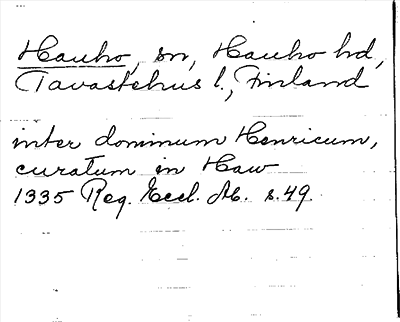 Hauho, sn, Hauho hd,
Tavastehus l., Finland
inter dominum Henricum,
curatum in Haw
1335 Reg. Eccl. Ab. s. 49.